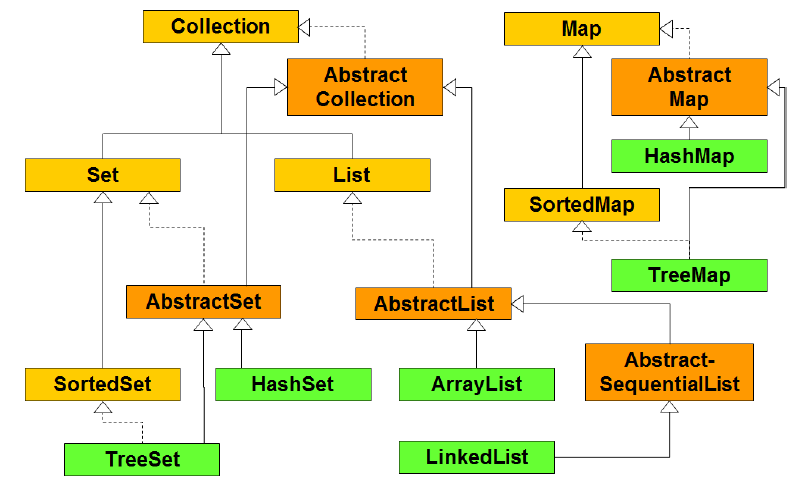 Collection
Map
Abstract
Collection
Abstract
Map
HashMap
Set
List
SortedMap
TreeMap
AbstractSet
AbstractList
Abstract-
SequentialList
SortedSet
HashSet
ArrayList
TreeSet
LinkedList